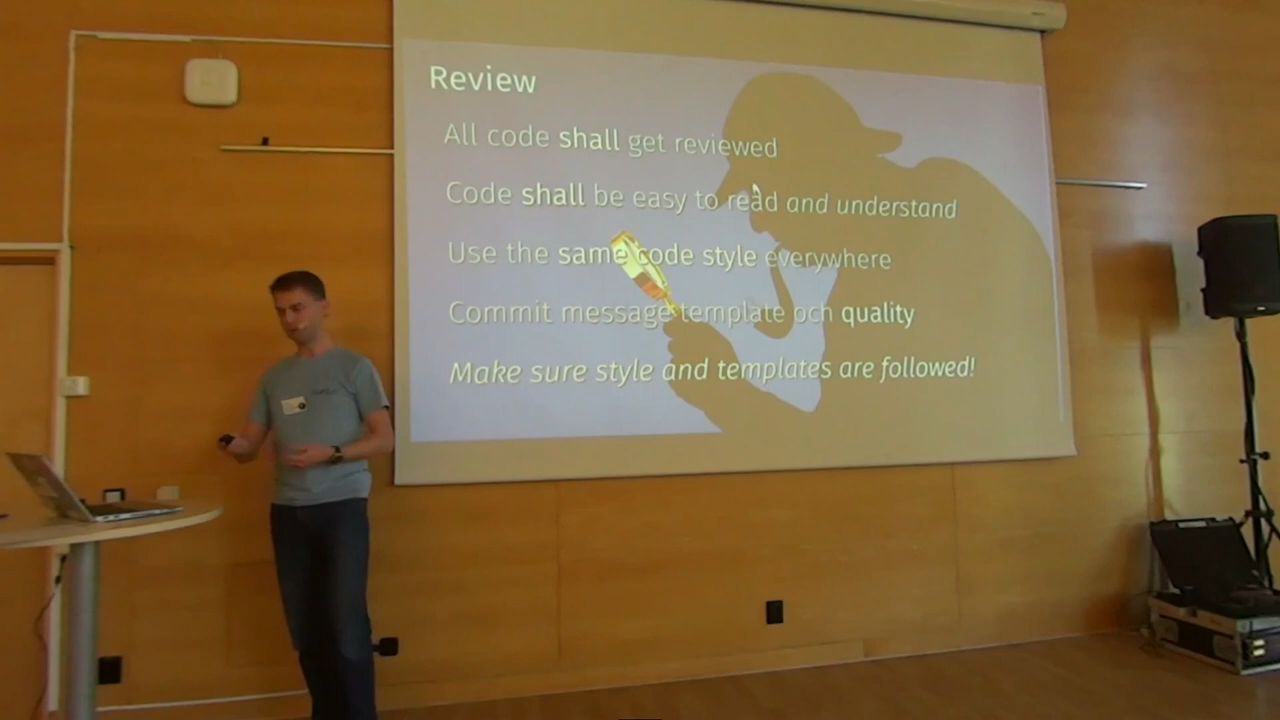 Review
All code shall get reviewed
Code shall be easy to read and understand
Use the same code style everywhere
Commit message template och quality
Make sure style and templates are followed!